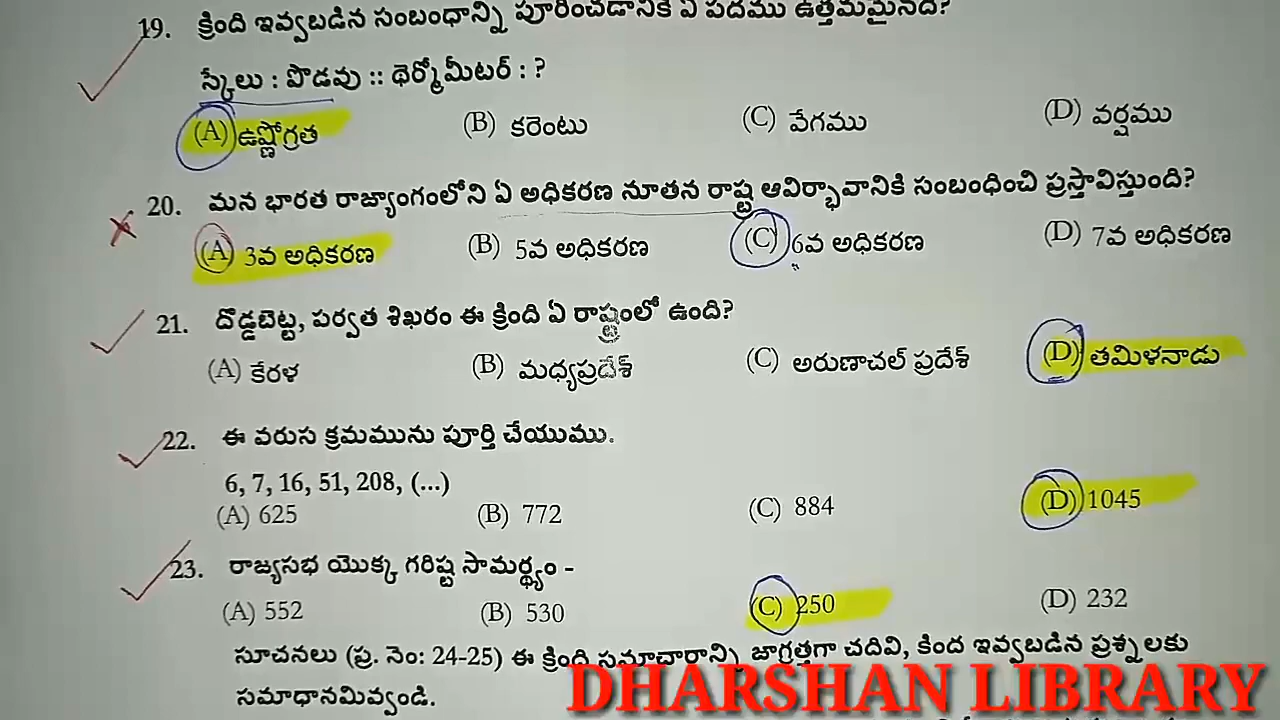 19. క్రింది ఇవ్వబడిన సంబంధాన్ని పూరించడానికి ఏ పదము ఉత్తమమైనది?
స్కేలు : పొడవు :: థెర్మోమీటర్ : ?
(A) ఉష్ణోగ్రత (B) కరెంటు (C) వేగము (D) వర్షము
20. మన భారత రాజ్యాంగంలోని ఏ అధికరణ నూతన రాష్ట్ర ఆవిర్భావానికి సంబంధించి ప్రస్తావిస్తుంది?
(A) 3వ అధికరణ (B) 5వ అధికరణ (C) 6వ అధికరణ (D) 7వ అధికరణ
21. దొడ్డబెట్ట, పర్వత శిఖరం ఈ క్రింది ఏ రాష్ట్రంలో ఉంది?
(A) కేరళ (B) మధ్యప్రదేశ్ (C) అరుణాచల్ ప్రదేశ్ (D) తమిళనాడు
22. ఈ వరుస క్రమమును పూర్తి చేయుము.
6, 7, 16, 51, 208, (...)
(A) 625 (B) 772 (C) 884 (D) 1045
23. రాజ్యసభ యొక్క గరిష్ట సామర్థ్యం -
(A) 552 (B) 530 (C) 250 (D) 232
సూచనలు (ప్ర. నెం: 24-25) ఈ క్రింది సమాచారాన్ని జాగ్రత్తగా చదివి, కింద ఇవ్వబడిన ప్రశ్నలకు
సమాధానమివ్వండి.
DHARSHAN LIBRARY